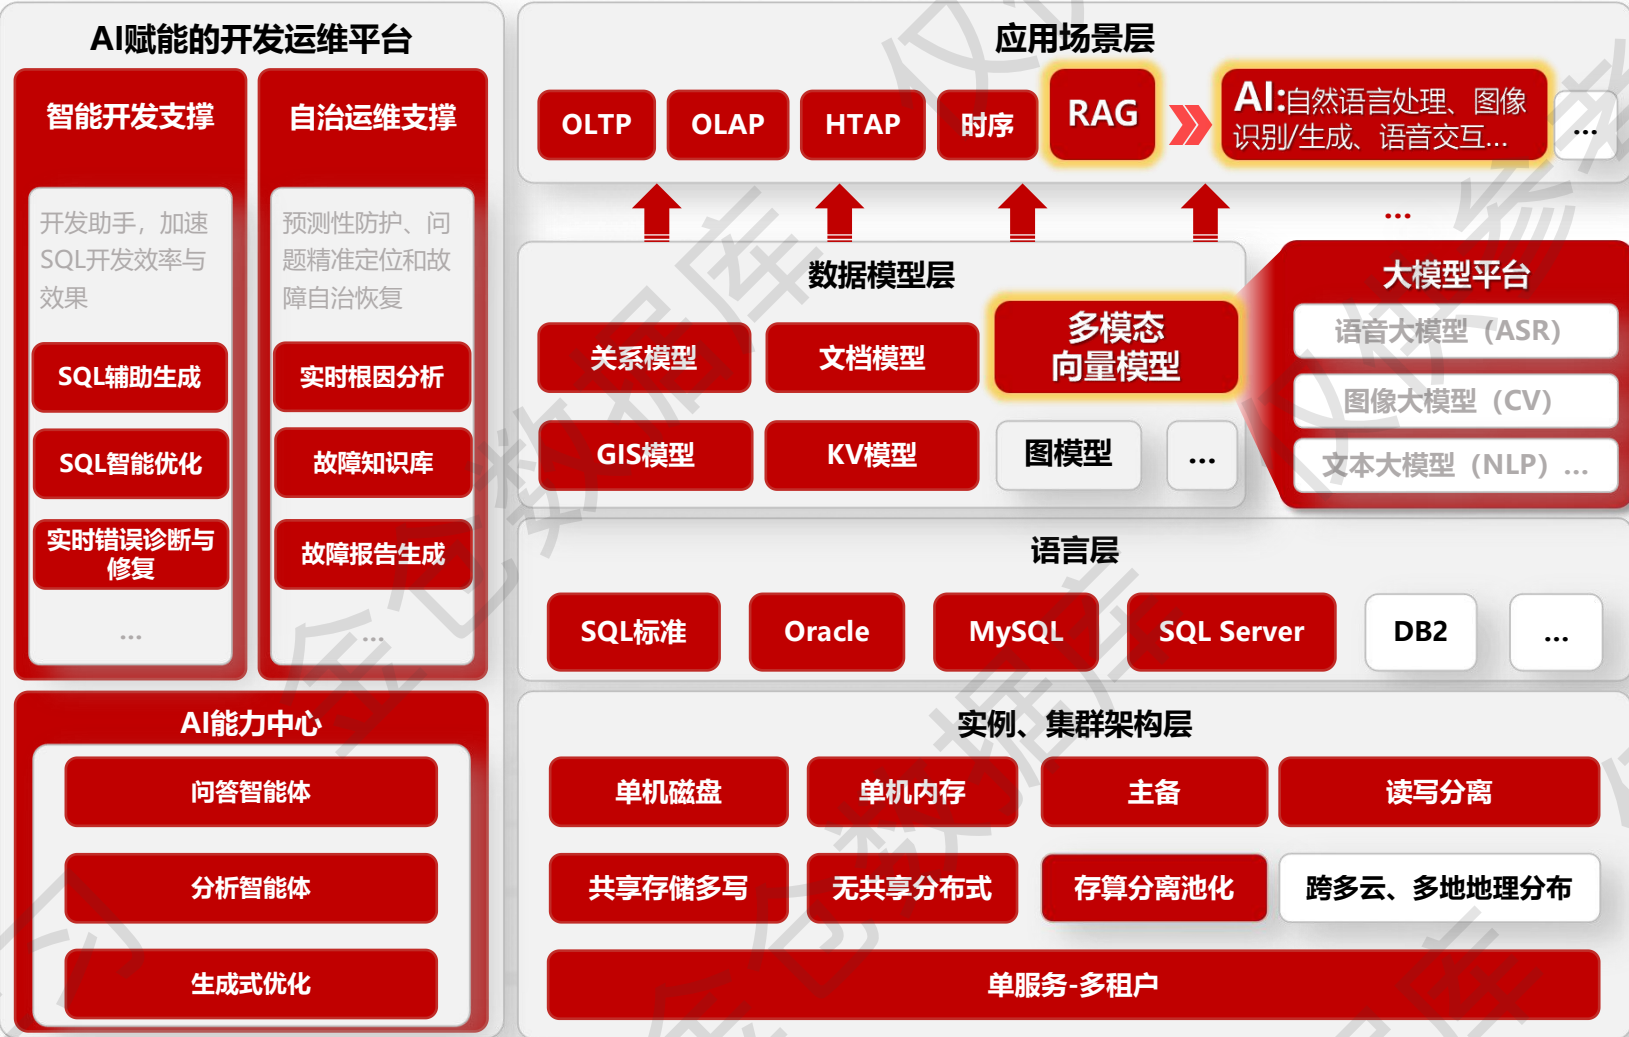 AI赋能的开发运维平台
智能开发支撑
开发助手，加速
SQL开发效率与
效果
SQL辅助生成
SQL智能优化
实时错误诊断与
修复
...
自治运维支撑
预测性防护、问
题精准定位和故
障自治恢复
实时根因分析
故障知识库
故障报告生成
...
AI能力中心
问答智能体
分析智能体
生成式优化
应用场景层
OLTP
OLAP
HTAP
时序
RAG
AI:自然语言处理、图像
识别/生成、语音交互...
...
...
数据模型层
关系模型
文档模型
多模态
向量模型
GIS模型
KV模型
图模型
...
大模型平台
语音大模型（ASR）
图像大模型（CV）
文本大模型（NLP）...
语言层
SQL标准
Oracle
MySQL
SQL Server
DB2
...
实例、集群架构层
单机磁盘
单机内存
主备
读写分离
共享存储多写
无共享分布式
存算分离池化
跨多云、多地地理分布
单服务-多租户
金仓数据库
金仓数据库
仅供参考